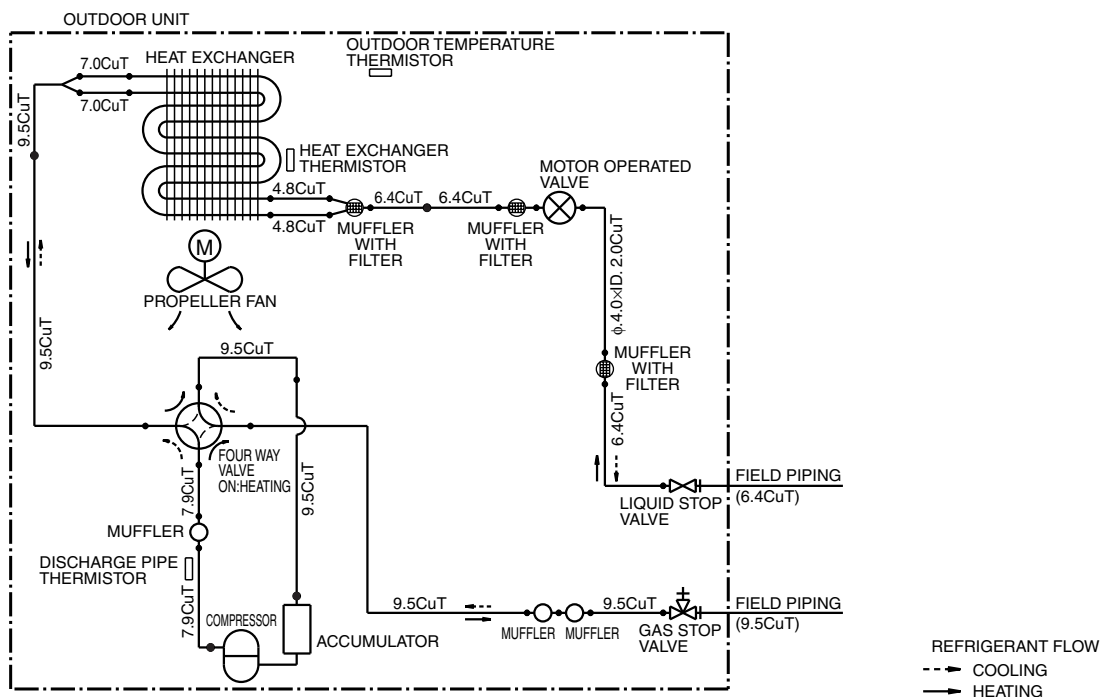 OUTDOOR UNIT
HEAT EXCHANGER
OUTDOOR TEMPERATURE
THERMISTOR
7.0CuT
7.0CuT
9.5CuT
HEAT EXCHANGER
THERMISTOR
MOTOR OPERATED
VALVE
4.8CuT
4.8CuT
6.4CuT
6.4CuT
MUFFLER
WITH
FILTER
MUFFLER
WITH
FILTER
M
PROPELLER FAN
ϕ4.0×ID. 2.0CuT
9.5CuT
9.5CuT
MUFFLER
WITH
FILTER
6.4CuT
FOUR WAY
VALVE
ON:HEATING
7.9CuT
9.5CuT
LIQUID STOP
VALVE
FIELD PIPING
(6.4CuT)
MUFFLER
DISCHARGE PIPE
THERMISTOR
7.9CuT
COMPRESSOR
ACCUMULATOR
9.5CuT
MUFFLER
MUFFLER
9.5CuT
GAS STOP
VALVE
FIELD PIPING
(9.5CuT)
REFRIGERANT FLOW
COOLING
HEATING